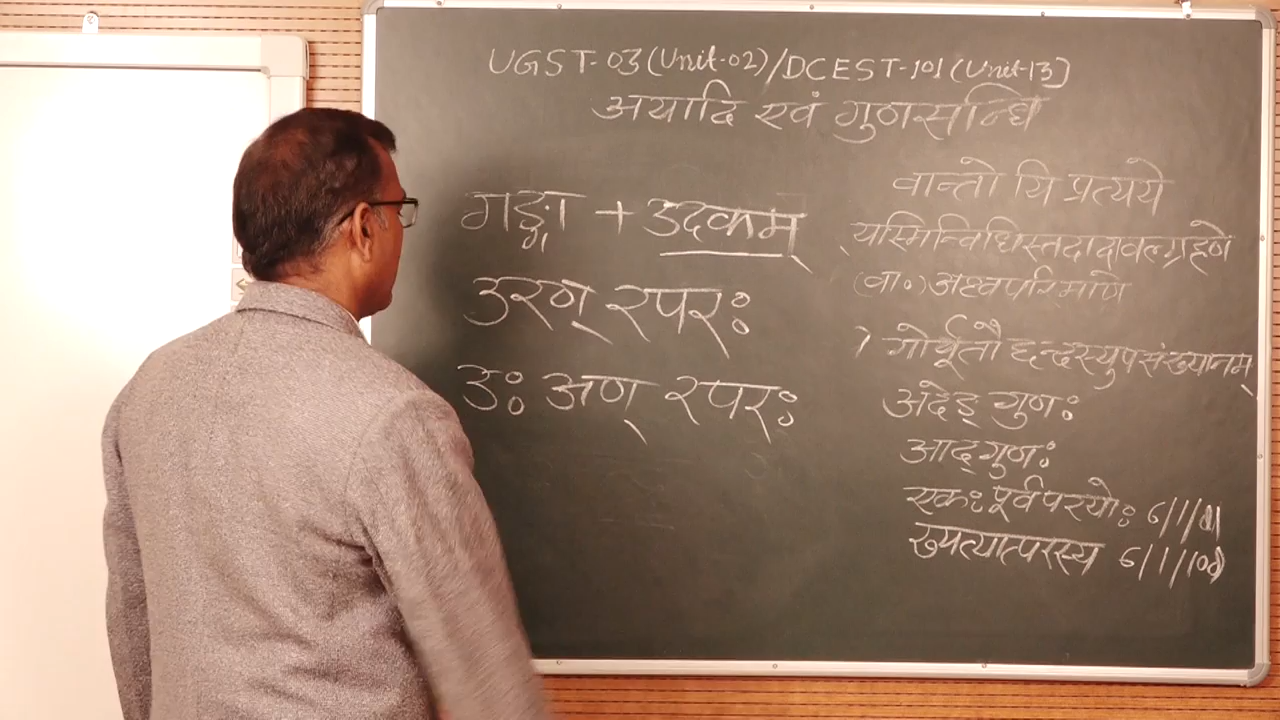 UGST-03 (Unit-02)/DCEST-101 (Unit-13)
अयादि एवं गुणसन्धि
गङ्गा + उदकम्
उरण् रपरः
उः अण् रपरः
वान्तो यि प्रत्यये
यस्मिन्विधिस्तदादावल्ग्रहणे
(वा०) अध्वपरिमाणे
गोर्यूतौ छन्दस्युपसंख्यानम्
अदेङ् गुणः
आद्गुणः
एकः पूर्वपरयोः 6/1/81
ख्यत्यात्परस्य 6/1/108